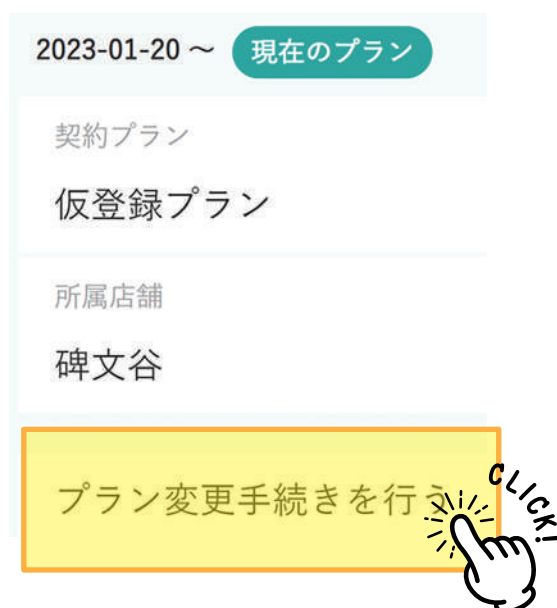 2023-01-20 ～ 現在のプラン
契約プラン
仮登録プラン
所属店舗
碑文谷
プラン変更手続きを行う
CLICK!